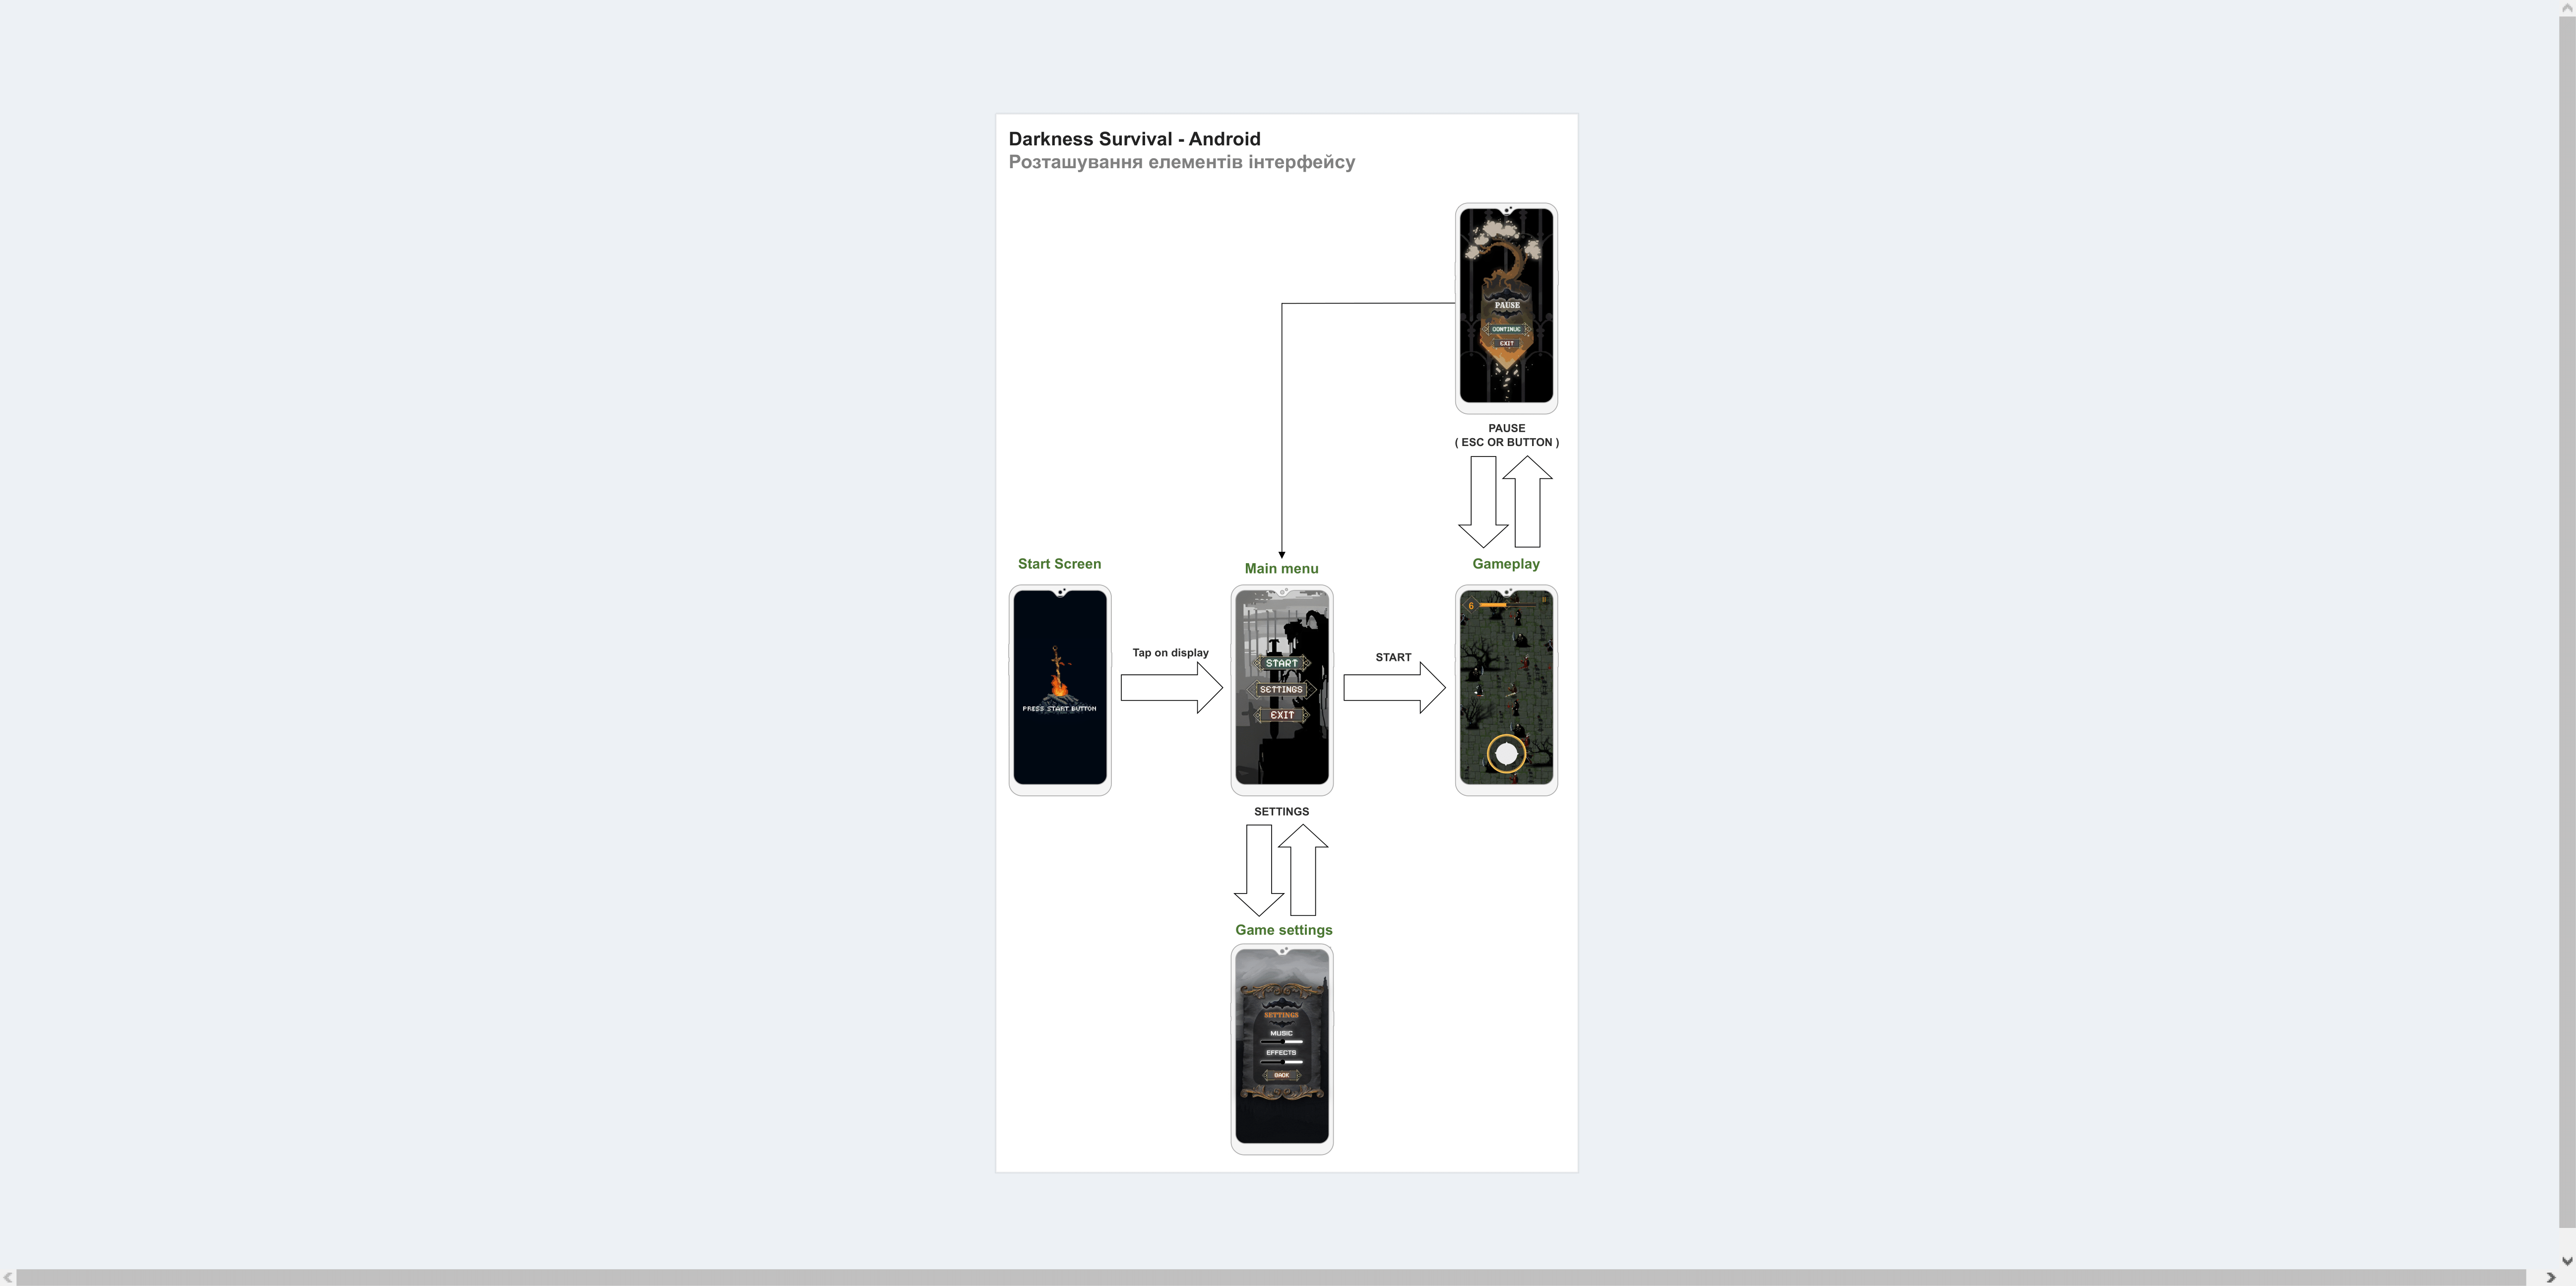 Darkness Survival - Android
Розташування елементів інтерфейсу
PAUSE
CONTINUE
EXIT
PAUSE
( ESC OR BUTTON )
Start Screen
Main menu
Gameplay
6
Tap on display
START
START
SETTINGS
EXIT
PRESS START BUTTON
SETTINGS
Game settings
SETTINGS
MUSIC
EFFECTS
BACK